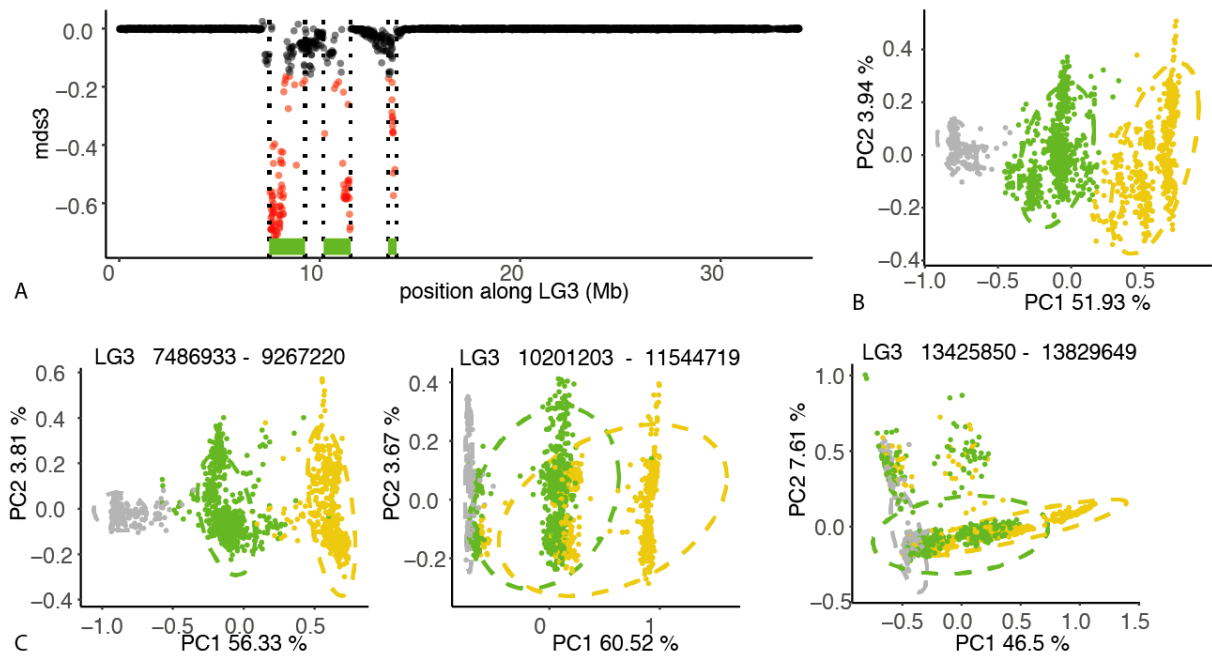 0.0
−0.2
−0.4
−0.6
mds3
0
10
20
30
position along LG3 (Mb)
A
0.4
0.2
0.0
−0.2
−0.4
PC2 3.94 %
−1.0
−0.5
0.0
0.5
PC1 51.93 %
B
LG3 7486933 - 9267220
0.6
0.4
0.2
0.0
−0.2
−0.4
PC2 3.81 %
−1.0
−0.5
0.0
0.5
PC1 56.33 %
C
LG3 10201203 - 11544719
0.4
0.2
0.0
−0.2
PC2 3.67 %
0
1
PC1 60.52 %
LG3 13425850 - 13829649
1.0
0.5
0.0
−0.5
PC2 7.61 %
−0.5
0.0
0.5
1.0
1.5
PC1 46.5 %